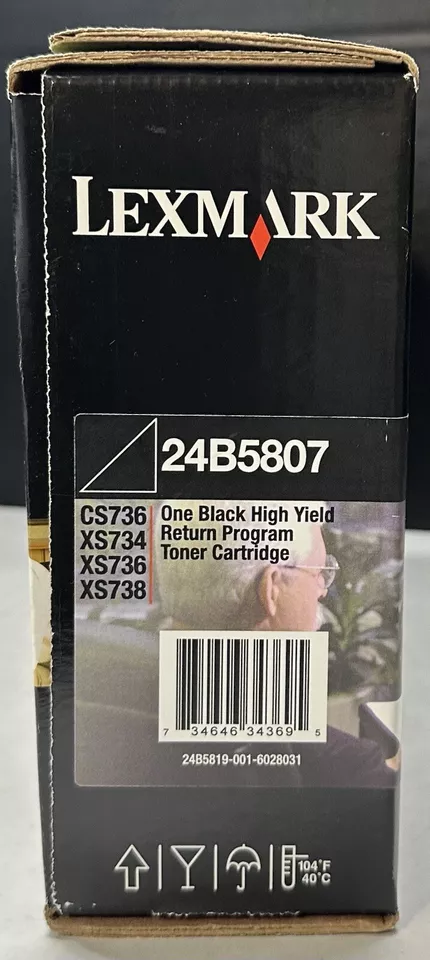 LEXMARK
24B5807
CS736
XS734
XS736
XS738
One Black High Yield
Return Program
Toner Cartridge
7 34646 34369 5
24B5819-001-6028031
104°F
40°C